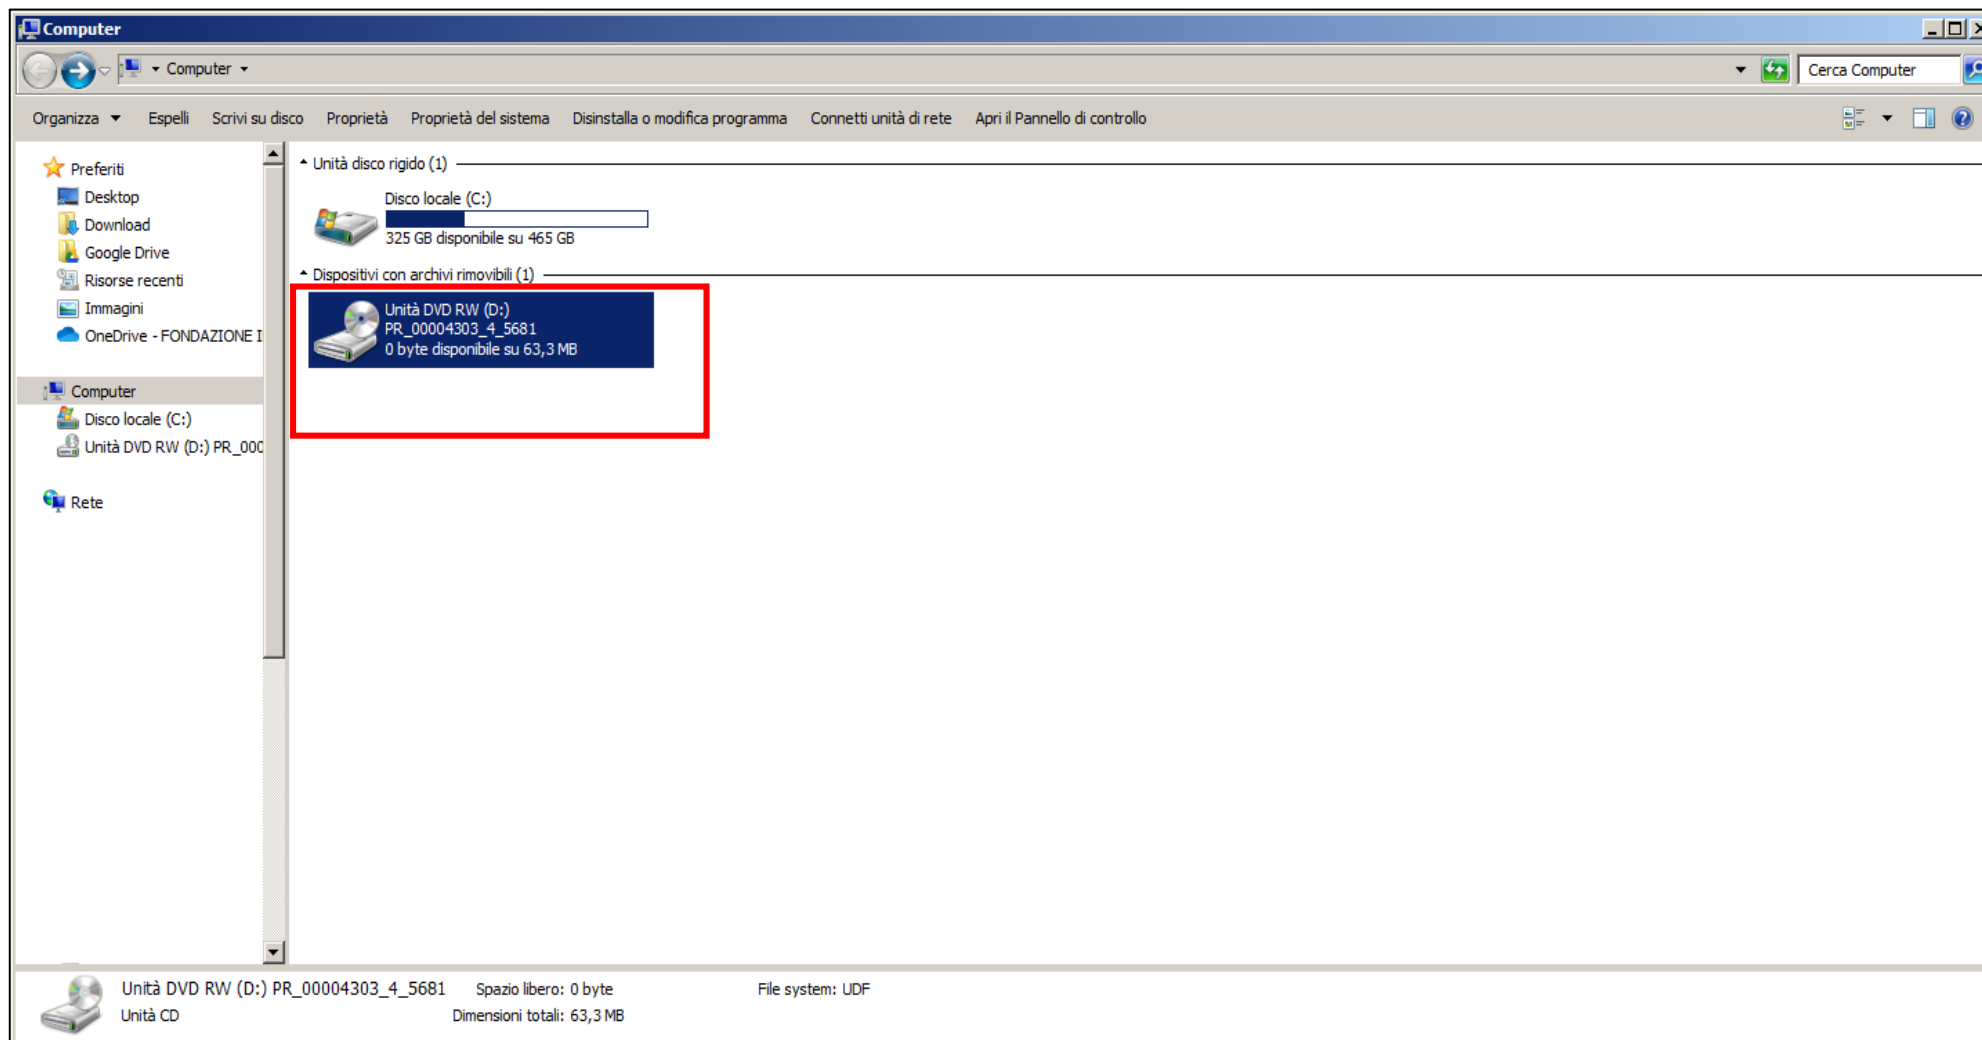 Computer
Computer
Cerca Computer
Organizza Espelli Scrivi su disco Proprietà Proprietà del sistema Disinstalla o modifica programma Connetti unità di rete Apri il Pannello di controllo
Preferiti
Desktop
Download
Google Drive
Risorse recenti
Immagini
OneDrive - FONDAZIONE I
Computer
Disco locale (C:)
Unità DVD RW (D:) PR_000
Rete
Unità disco rigido (1)
Disco locale (C:)
325 GB disponibile su 465 GB
Dispositivi con archivi rimovibili (1)
Unità DVD RW (D:)
PR_00004303_4_5681
0 byte disponibile su 63,3 MB
Unità DVD RW (D:) PR_00004303_4_5681 Spazio libero: 0 byte File system: UDF
Unità CD Dimensioni totali: 63,3 MB